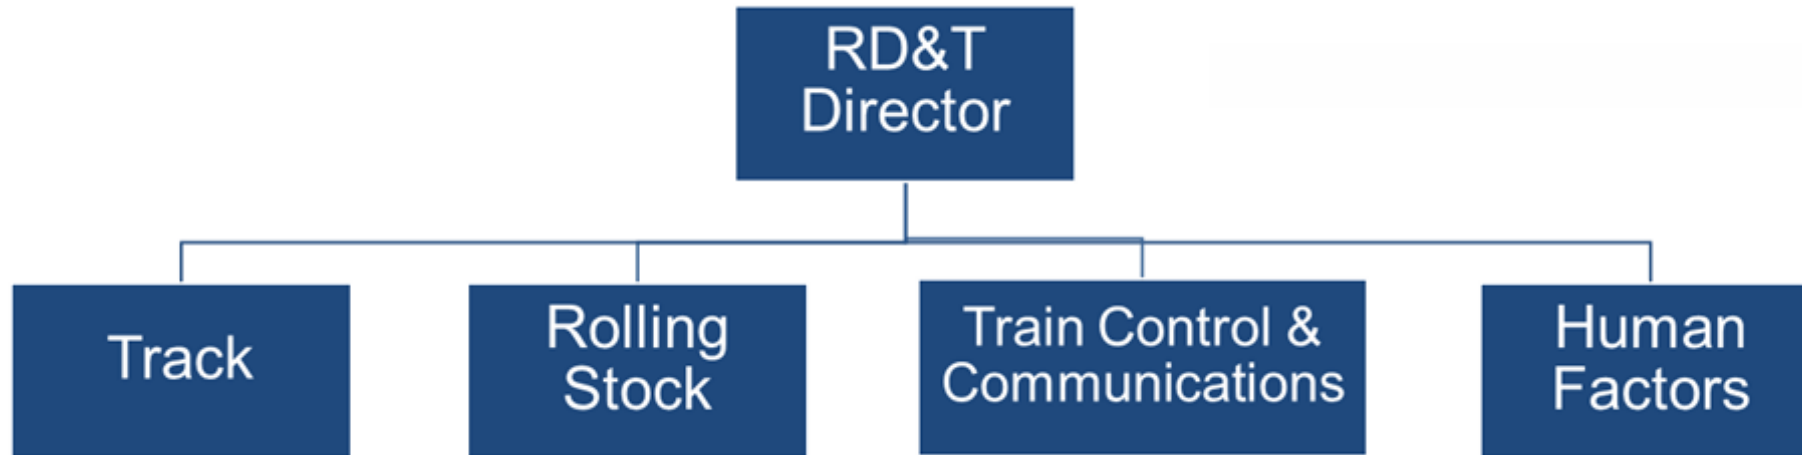 RD&T
Director
Track
Rolling
Stock
Train Control &
Communications
Human
Factors